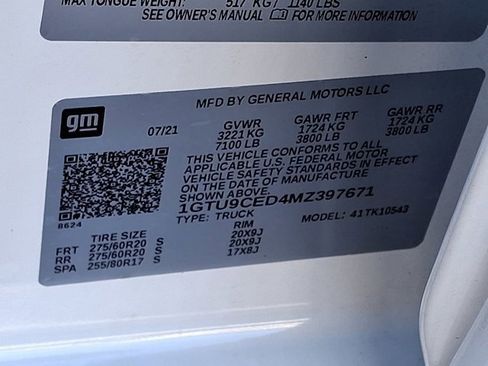 MAX TONGUE WEIGHT: 517 KG / 1140 LBS
SEE OWNER'S MANUAL FOR
gm
MFD BY GENERAL MOTORS LLC
07/21 GVWR GAWR FRT GAWR RR
3221 KG 1724 KG 1724 KG
7100 LB 3800 LB 3800 LB
THIS VEHICLE CONFORMS TO ALL
APPLICABLE U.S. FEDERAL MOTOR
VEHICLE SAFETY STANDARDS IN EFFECT
ON THE DATE OF MANUFACTURE
SHOWN ABOVE.
1GTU9CED4MZ397671
8624
TYPE: TRUCK MODEL: 41TK10543
TIRE SIZE RIM
FRT 275/60R20 S 20X9J
RR 275/60R20 S 20X9J
SPA 255/80R17 S 17X8J